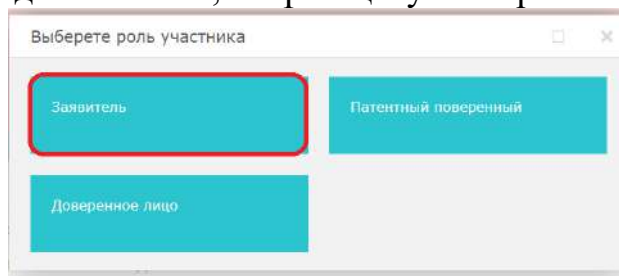 Выберете роль участника
Заявитель
Патентный поверенный
Доверенное лицо